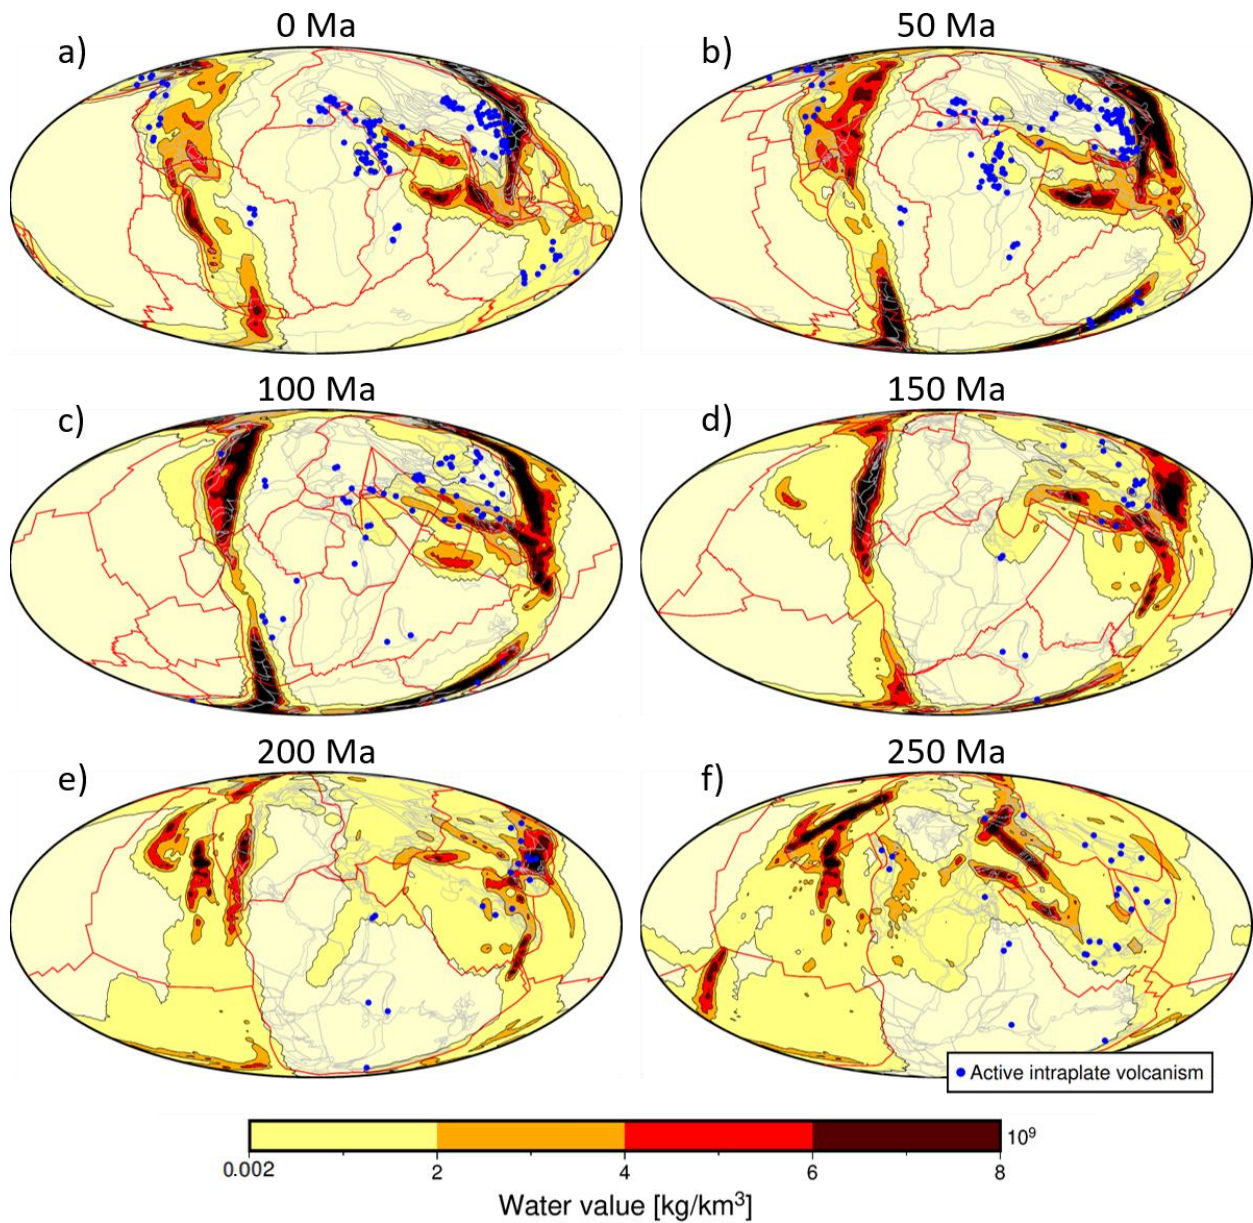 0 Ma
a)
50 Ma
b)
100 Ma
c)
150 Ma
d)
200 Ma
e)
250 Ma
f)
Active intraplate volcanism
10⁹
0.002 2 4 6 8
Water value [kg/km³]